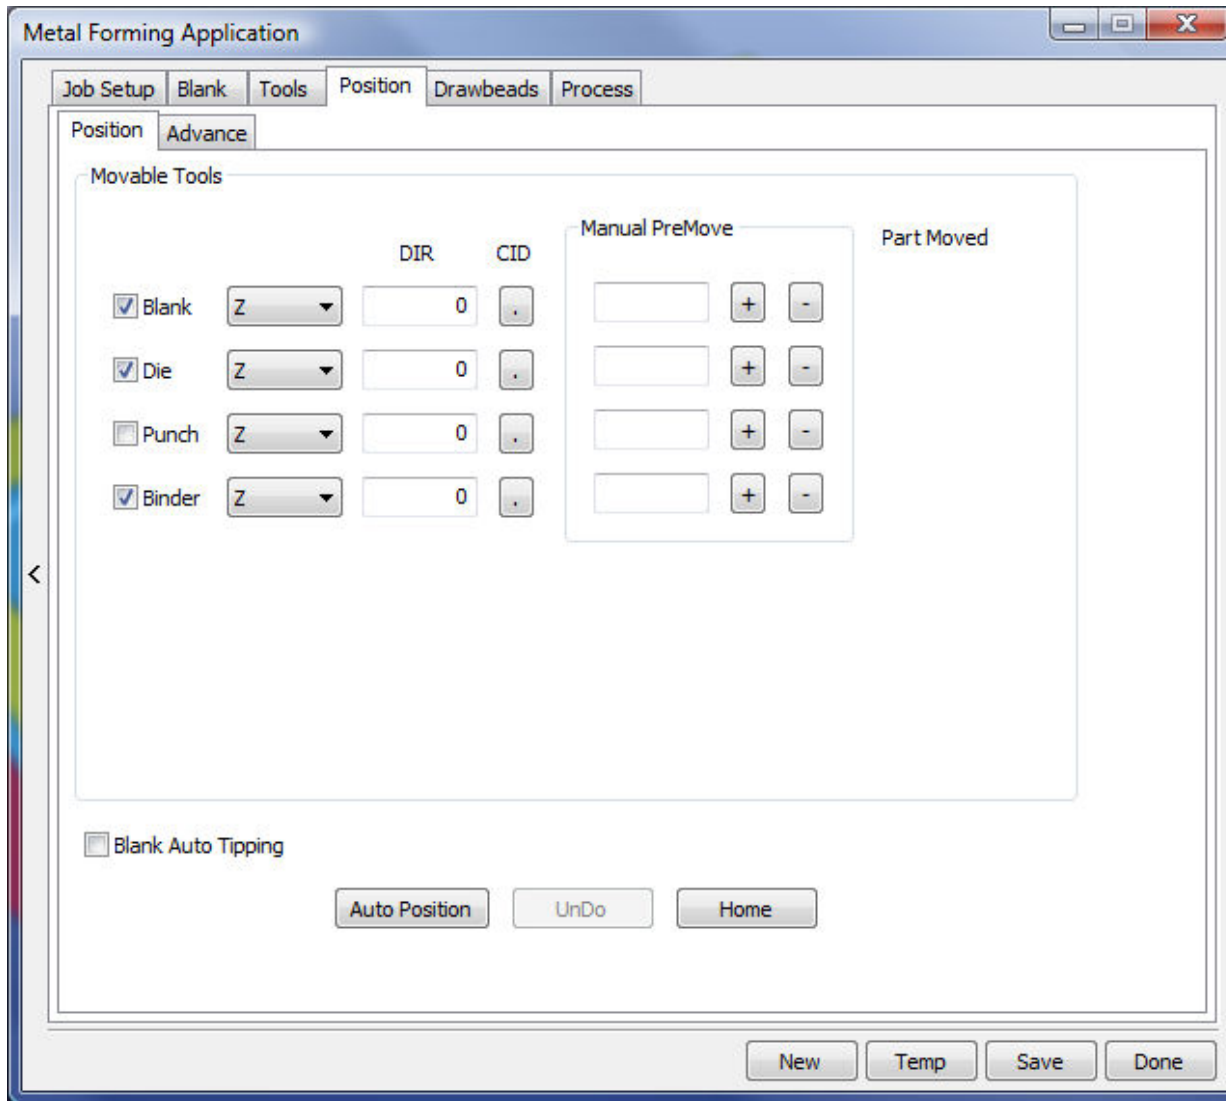 Metal Forming Application
Job Setup Blank Tools Position Drawbeads Process
Position Advance
Movable Tools
Manual PreMove
Part Moved
DIR CID
Blank Z 0 . + -
Die Z 0 . + -
Punch Z 0 . + -
Binder Z 0 . + -
<
Blank Auto Tipping
Auto Position UnDo Home
New Temp Save Done